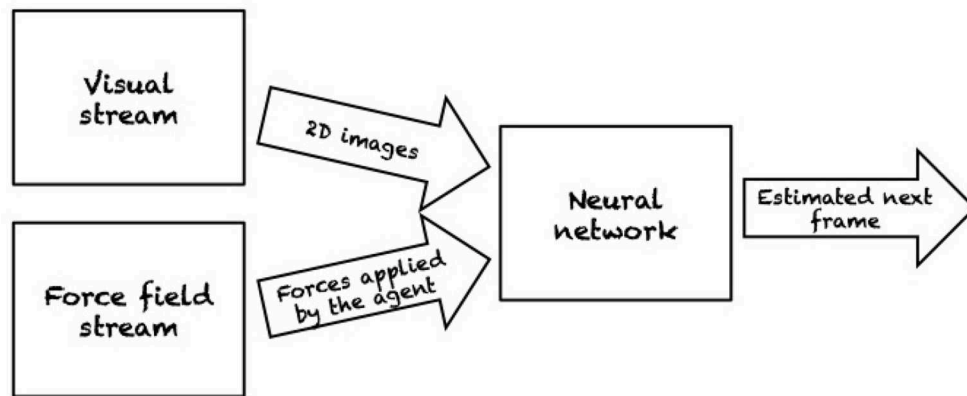 Visual
stream
2D images
Neural
network
Estimated next
frame
Force field
stream
Forces applied
by the agent